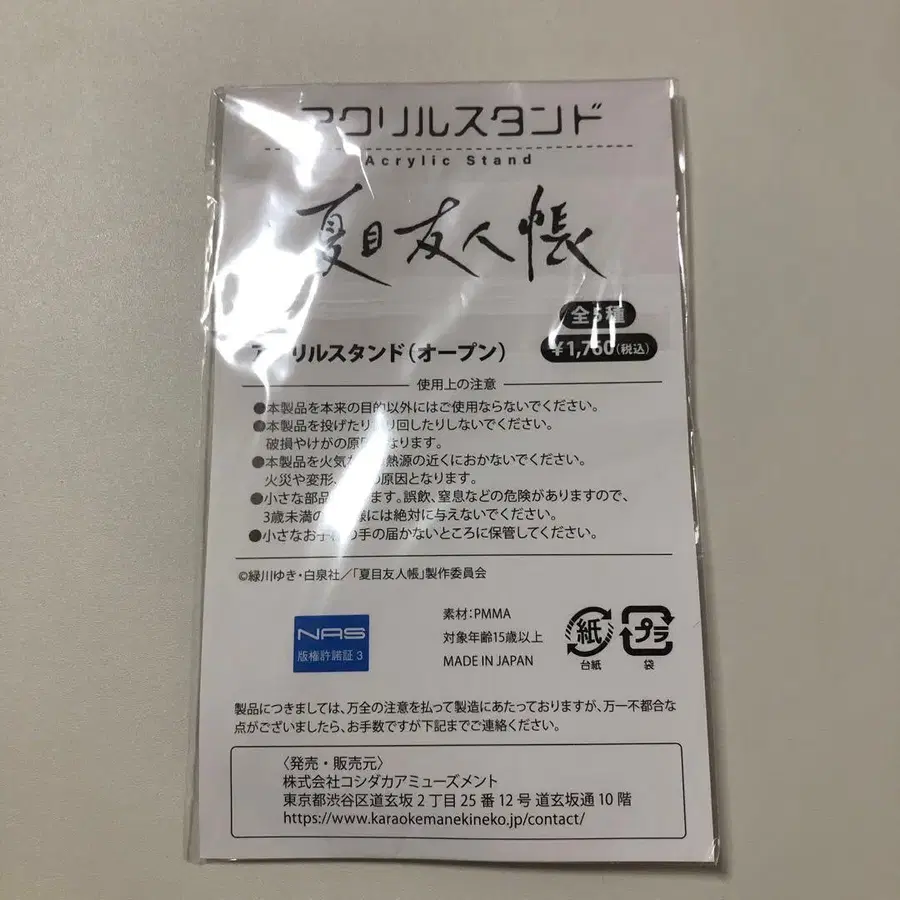 アクリルスタンド
Acrylic Stand
夏目友人帳
全5種
アクリルスタンド(オープン)
¥1,760(税込)
使用上の注意
●本製品を本来の目的以外にはご使用ならないでください。
●本製品を投げたり 回したりしないでください。
破損やけがの原因 なります。
●本製品を火気 熱源の近くにおかないでください。
火災や変形、 の原因となります。
●小さな部品 ます。誤飲、窒息などの危険がありますので、
3歳未満の には絶対に与えないでください。
●小さなお子 の手の届かないところに保管してください。
©緑川ゆき・白泉社/「夏目友人帳」製作委員会
NAS
版権許諾証 3
素材:PMMA
対象年齢15歳以上
MADE IN JAPAN
紙
台紙
プラ
袋
製品につきましては、万全の注意を払って製造にあたっておりますが、万一不都合な
点がございましたら、お手数ですが下記までご連絡ください。
〈発売・販売元〉
株式会社コシダカアミューズメント
東京都渋谷区道玄坂2丁目25番12号 道玄坂通10階
https://www.karaokemanekineko.jp/contact/